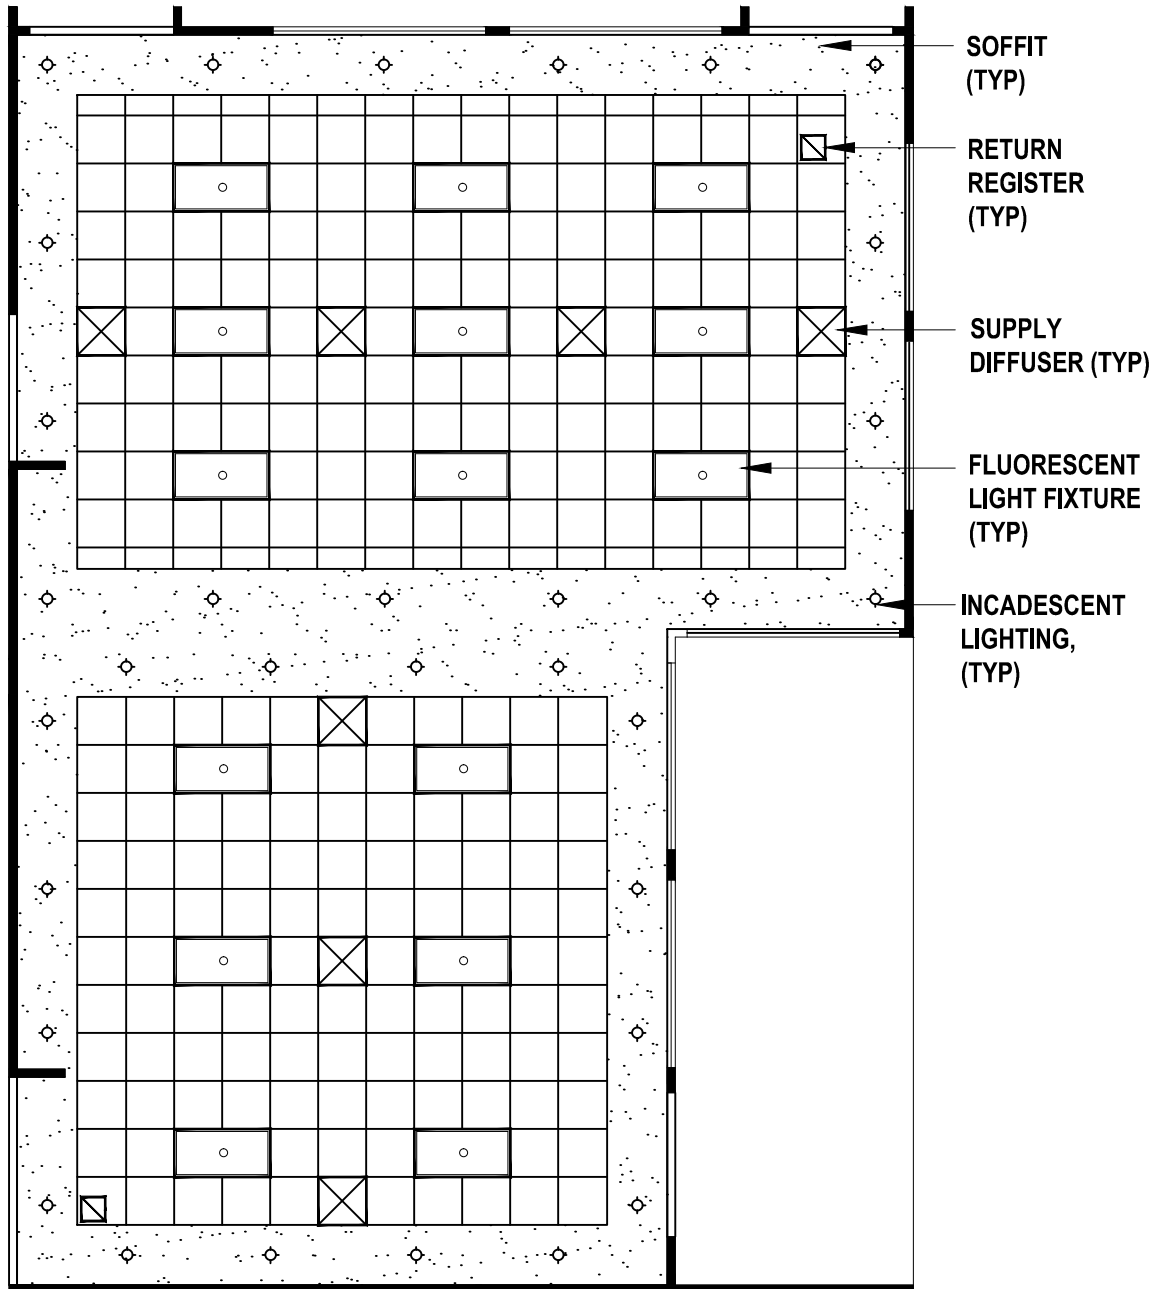 SOFFIT
(TYP)
RETURN
REGISTER
(TYP)
SUPPLY
DIFFUSER (TYP)
FLUORESCENT
LIGHT FIXTURE
(TYP)
INCADESCENT
LIGHTING,
(TYP)